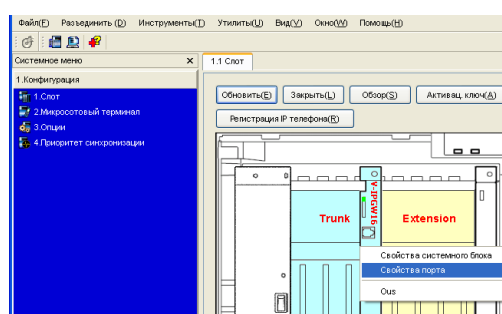 Файл(F) Разъединить (D) Инструменты(T) Утилиты(U) Вид(V) Окно(W) Помощь(H)
Системное меню
1.1 Слот
1.Конфигурация
1.Слот
2.Микросотовый терминал
3.Опции
4.Приоритет синхронизации
Обновить(E) Закрыть(L) Обзор(S) Активац. ключ(A)
Регистрация IP телефона(R)
V-IPGW16
Trunk Extension
Свойства системного блока
Свойства порта
Ous